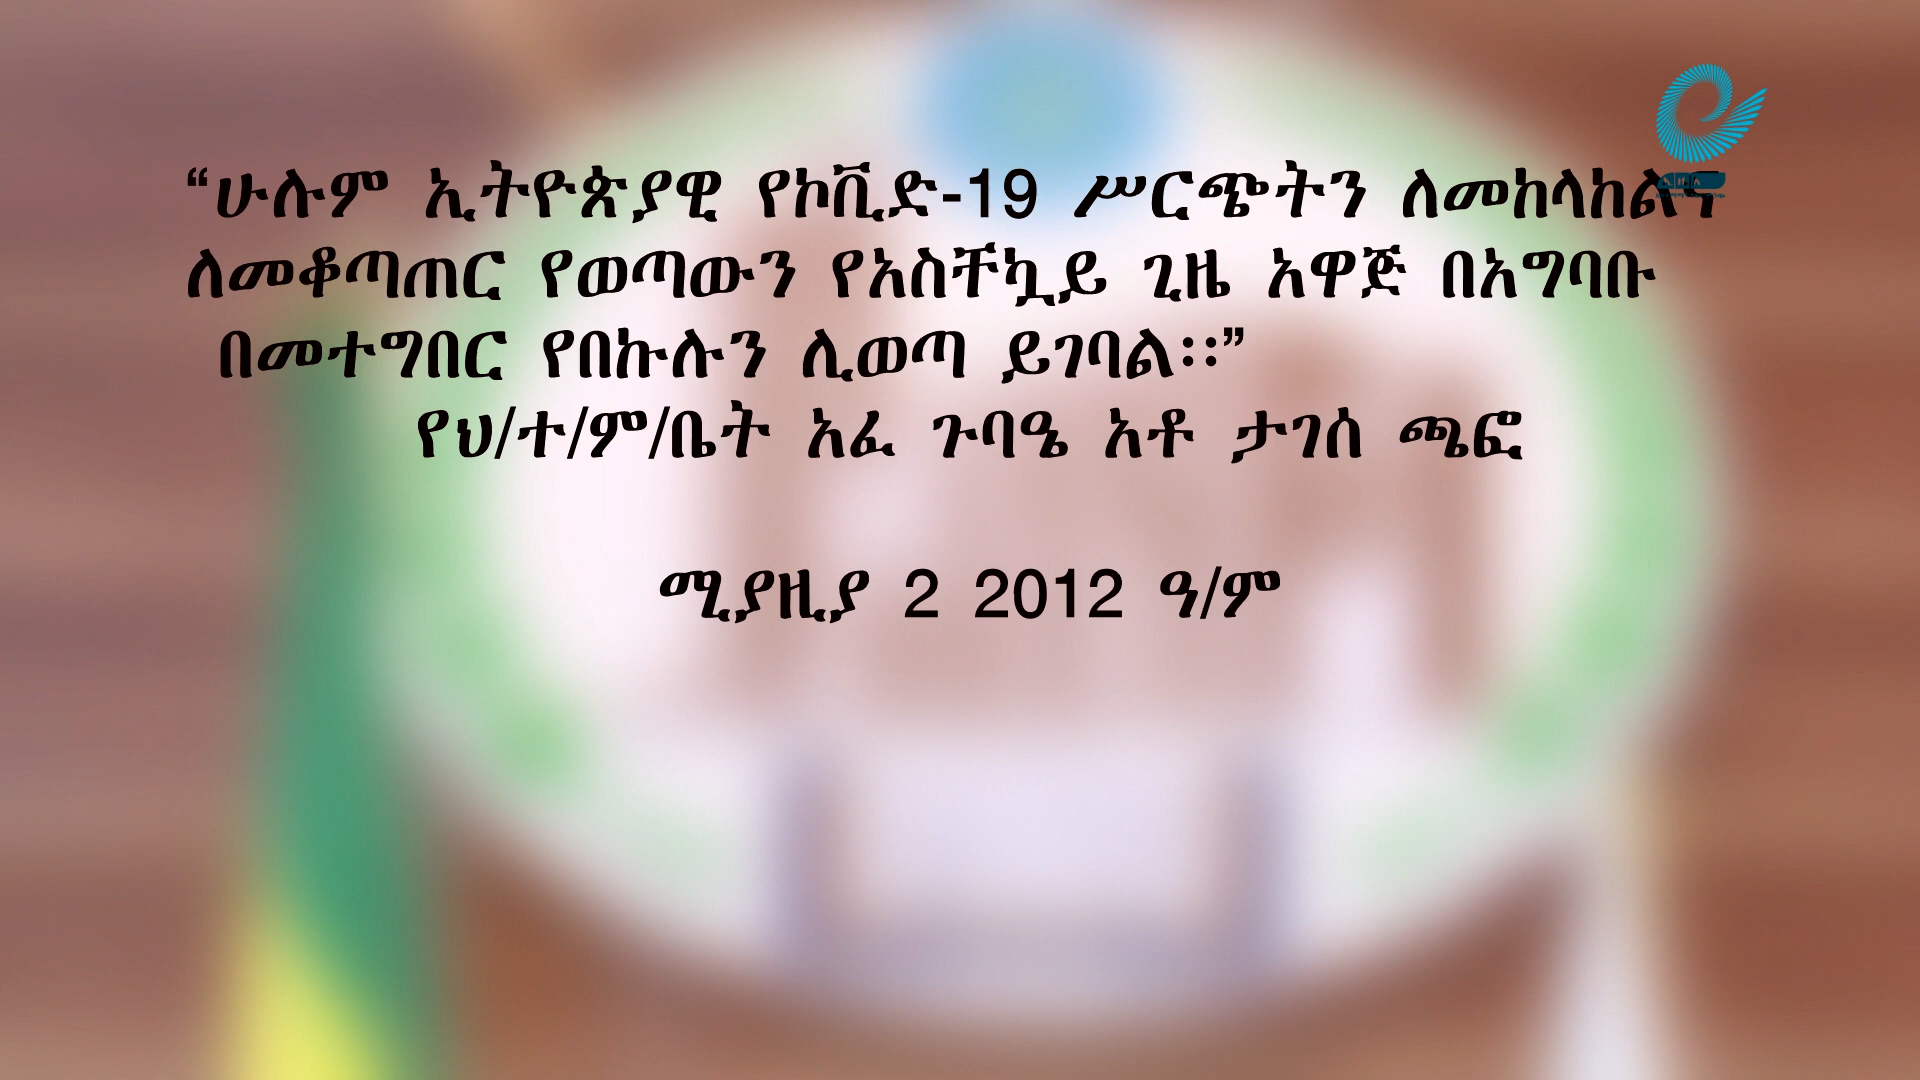 “ሁሉም ኢትዮጵያዊ የኮቪድ-19 ሥርጭትን ለመከላከልና
ለመቆጣጠር የወጣውን የአስቸኳይ ጊዜ አዋጅ በአግባቡ
በመተግበር የበኩሉን ሊወጣ ይገባል፡፡”
የህ/ተ/ም/ቤት አፈ ጉባዔ አቶ ታገሰ ጫፎ
ሚያዚያ 2 2012 ዓ/ም